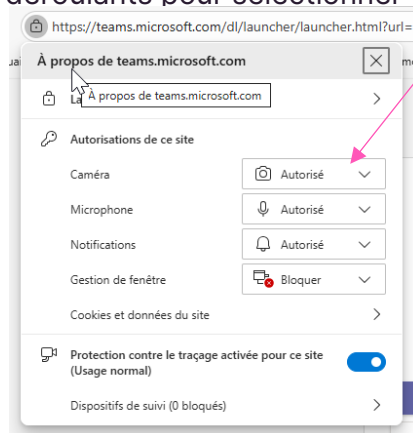 déroulants pour sélectionner
https://teams.microsoft.com/dl/launcher/launcher.html?url=
À propos de teams.microsoft.com
À propos de teams.microsoft.com
Autorisations de ce site
Caméra Autorisé
Microphone Autorisé
Notifications Autorisé
Gestion de fenêtre Bloquer
Cookies et données du site
Protection contre le traçage activée pour ce site
(Usage normal)
Dispositifs de suivi (0 bloqués)